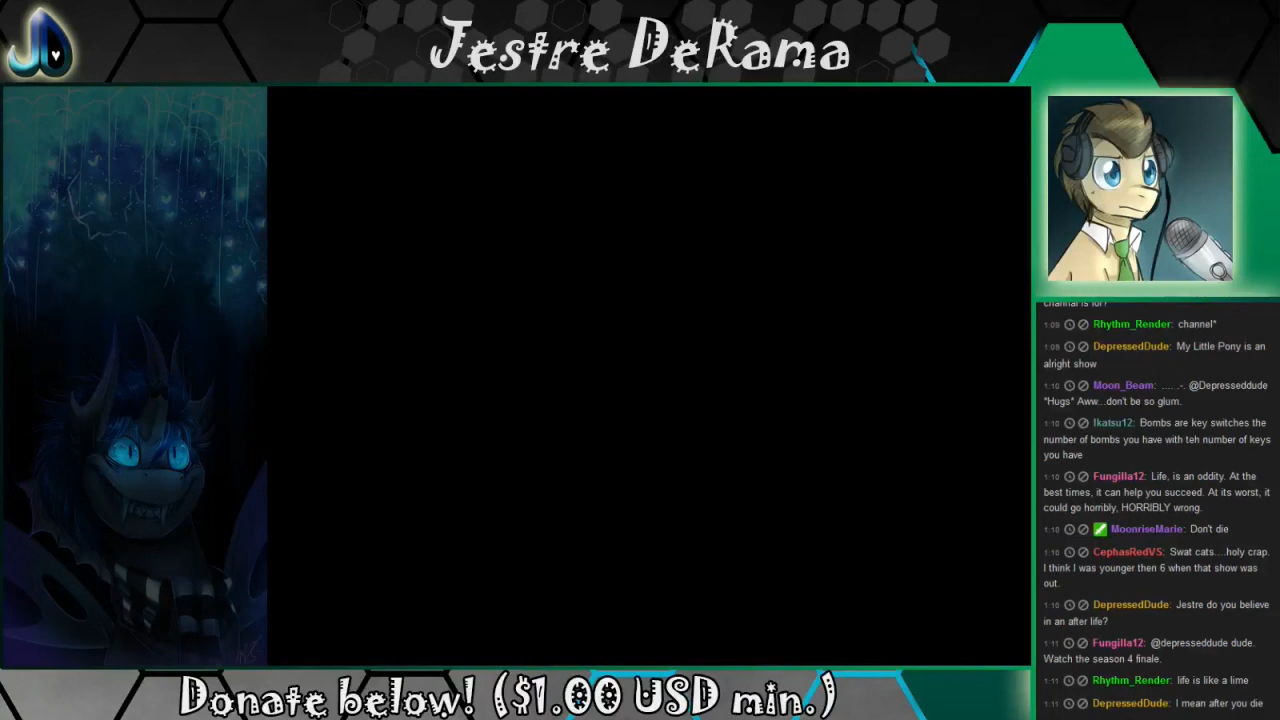 JD
Jestre DeRama
1:09 Rhythm_Render: channel*
1:09 DepressedDude: My Little Pony is an
alright show
1:10 Moon_Beam: .... .-. @Depresseddude
*Hugs* Aww...don't be so glum.
1:10 Ikatsu12: Bombs are key switches the
number of bombs you have with teh number of keys
you have
1:10 Fungilla12: Life, is an oddity. At the
best times, it can help you succeed. At its worst, it
could go horribly, HORRIBLY wrong.
1:10 MoonriseMarie: Don't die
1:10 CephasRedVS: Swat cats....holy crap.
I think I was younger then 6 when that show was
out.
1:10 DepressedDude: Jestre do you believe
in an after life?
1:11 Fungilla12: @depresseddude dude.
Watch the season 4 finale.
1:11 Rhythm_Render: life is like a lime
1:11 DepressedDude: I mean after you die
Donate below! ($1.00 USD min.)